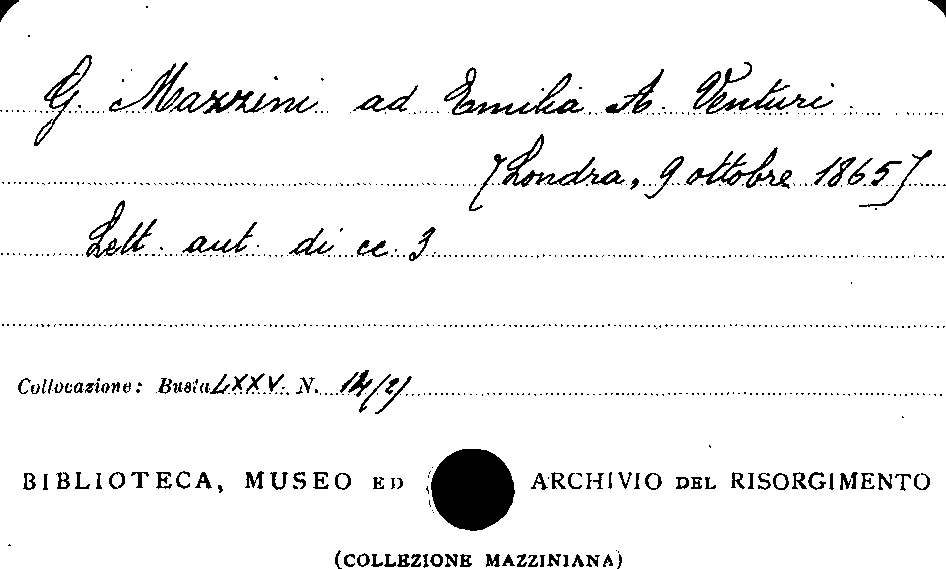 G. Mazzini ad Emilia A. Venturi.
[Londra, 9 ottobre 1865]
Lett. aut. di cc. 3
Collocazione: Busta LXXV. N. 14/2/
BIBLIOTECA, MUSEO ED ARCHIVIO DEL RISORGIMENTO
(COLLEZIONE MAZZINIANA)